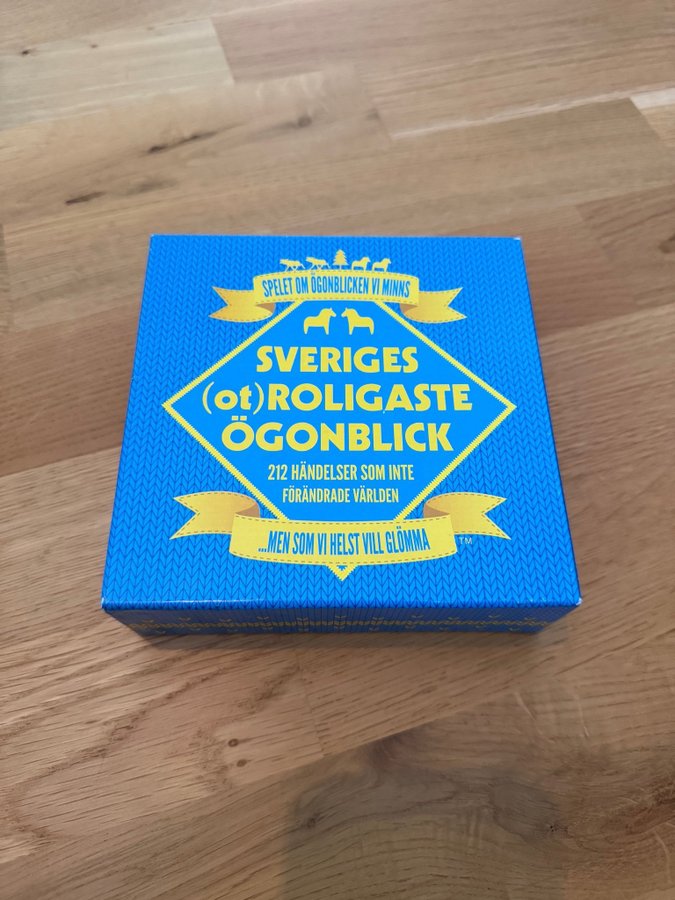 SPELET OM ÖGONBLICKEN VI MINNS
SVERIGES
(ot)ROLIGASTE
ÖGONBLICK
212 HÄNDELSER SOM INTE
FÖRÄNDRADE VÄRLDEN
...MEN SOM VI HELST VILL GLÖMMA
TM